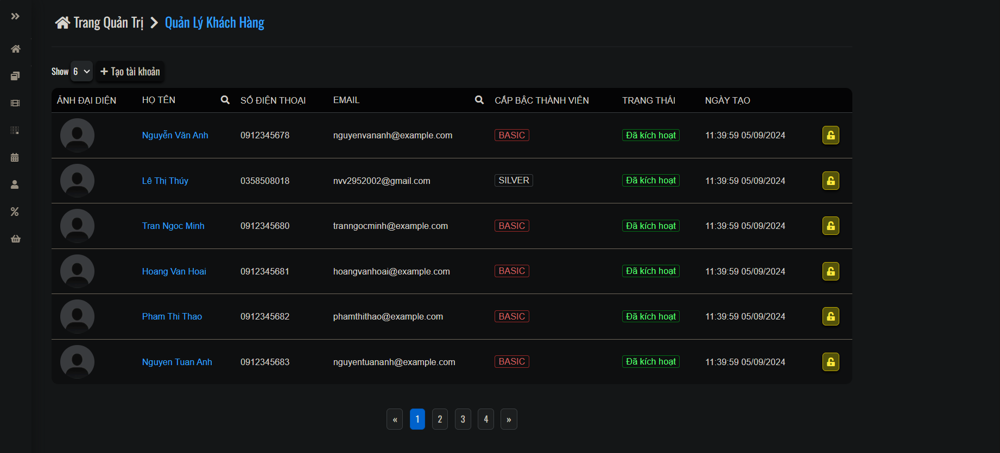 Trang Quản Trị Quản Lý Khách Hàng
Show 6 + Tạo tài khoản
ẢNH ĐẠI DIỆN HỌ TÊN SỐ ĐIỆN THOẠI EMAIL CẤP BẬC THÀNH VIÊN TRẠNG THÁI NGÀY TẠO
Nguyễn Văn Anh 0912345678 nguyenvananh@example.com BASIC Đã kích hoạt 11:39:59 05/09/2024
Lê Thị Thúy 0358508018 nvv2952002@gmail.com SILVER Đã kích hoạt 11:39:59 05/09/2024
Tran Ngoc Minh 0912345680 tranngocminh@example.com BASIC Đã kích hoạt 11:39:59 05/09/2024
Hoang Van Hoai 0912345681 hoangvanhoai@example.com BASIC Đã kích hoạt 11:39:59 05/09/2024
Pham Thi Thao 0912345682 phamthithao@example.com BASIC Đã kích hoạt 11:39:59 05/09/2024
Nguyen Tuan Anh 0912345683 nguyentuananh@example.com BASIC Đã kích hoạt 11:39:59 05/09/2024
« 1 2 3 4 »